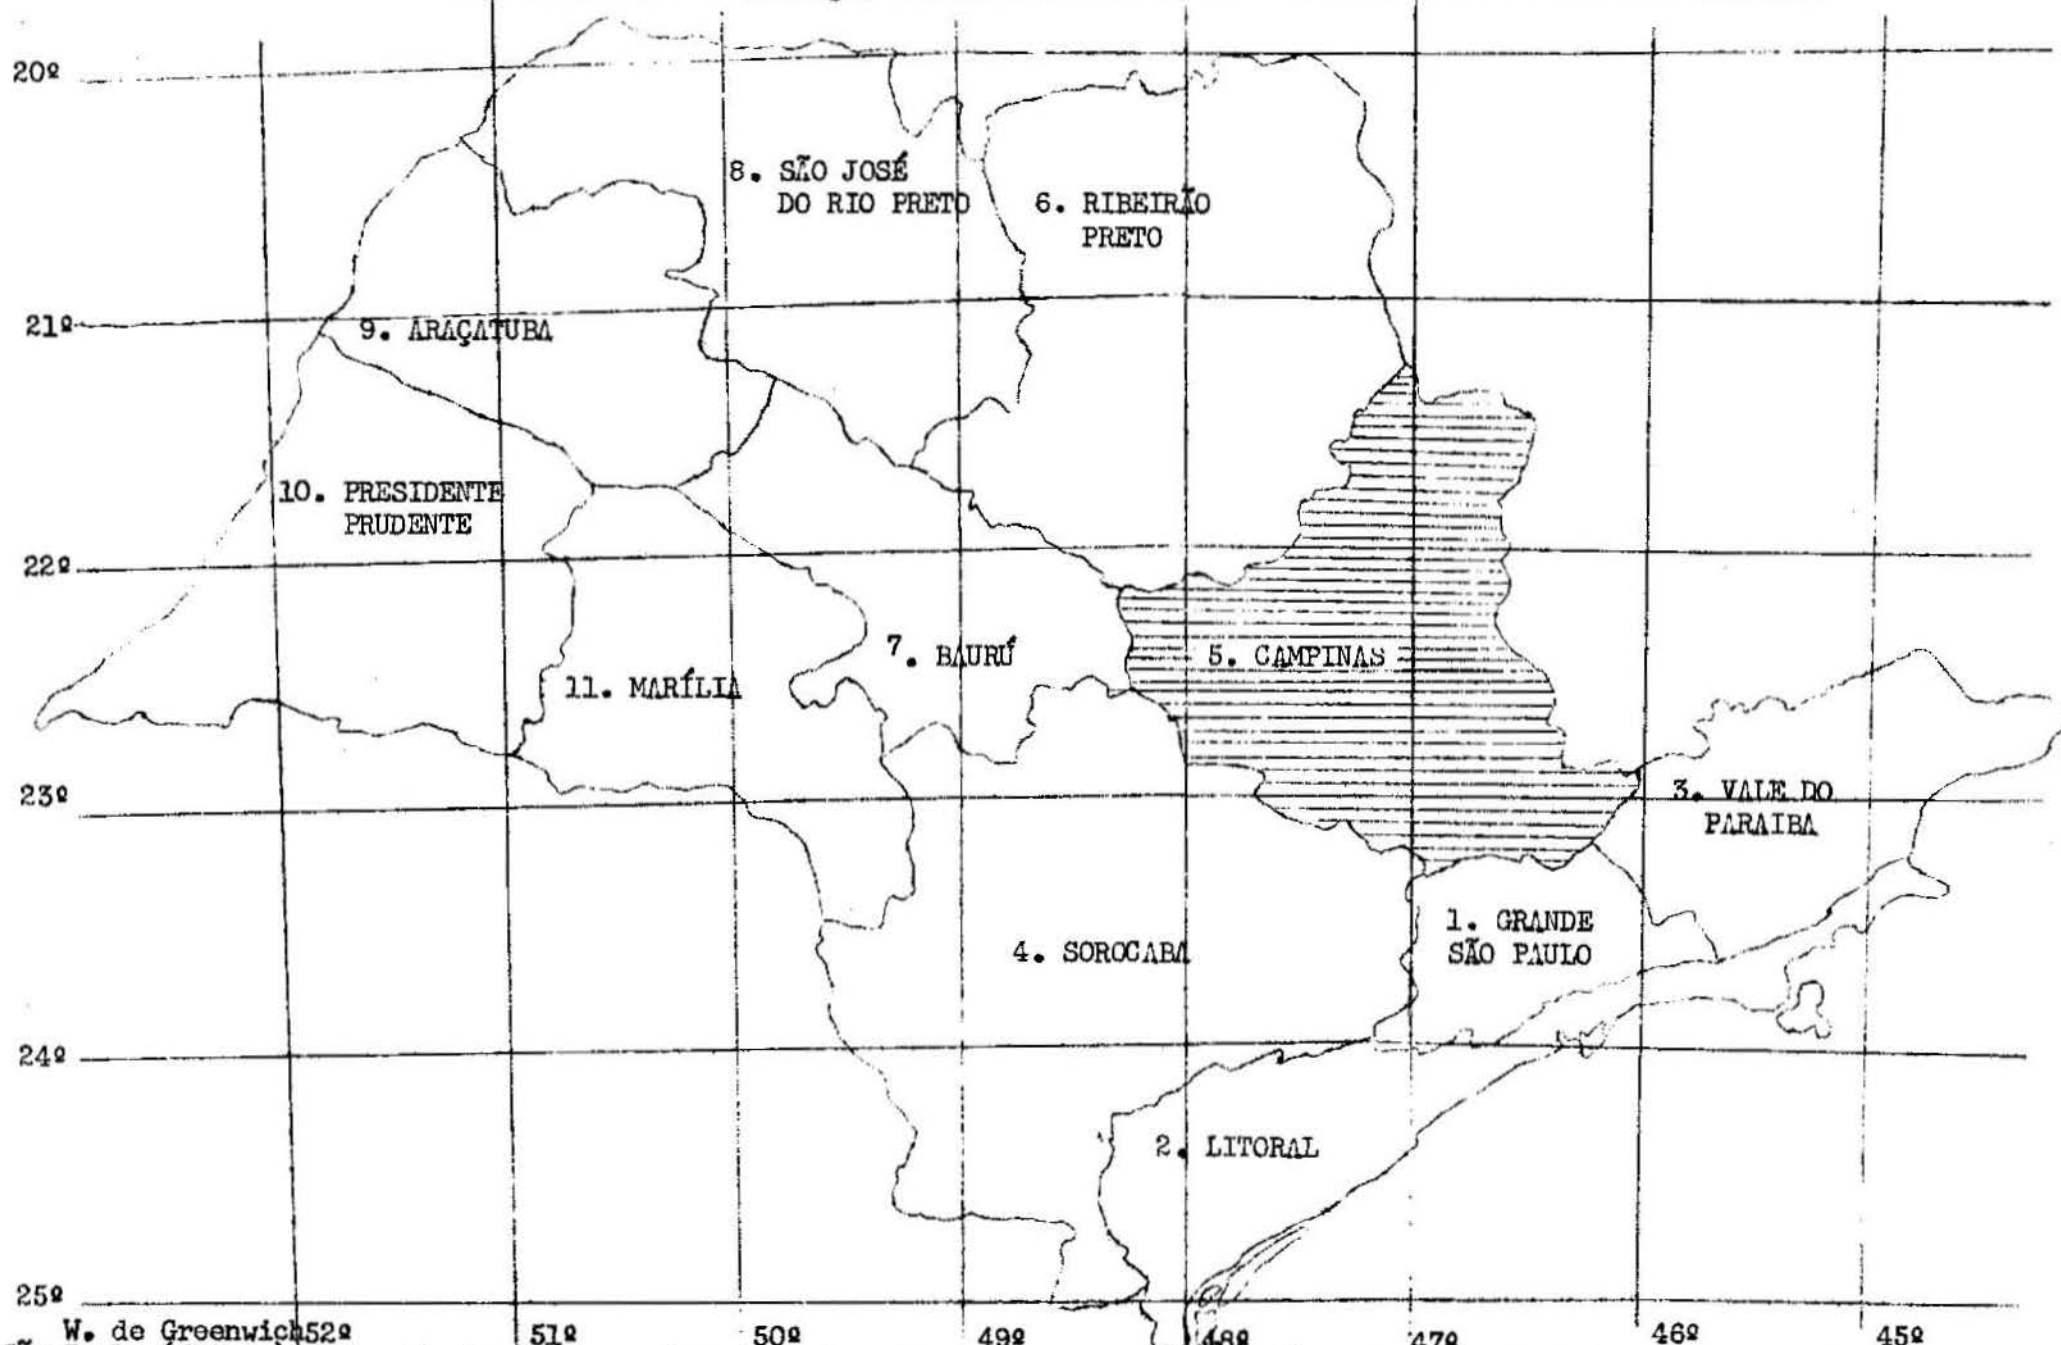 20º
8. SÃO JOSÉ
DO RIO PRETO
6. RIBEIRÃO
PRETO
21º
9. ARAÇATUBA
10. PRESIDENTE
PRUDENTE
22º
7. BAURÚ
5. CAMPINAS
11. MARÍLIA
23º
3. VALE DO
PARAIBA
1. GRANDE
SÃO PAULO
4. SOROCABA
24º
2. LITORAL
25º
W. de Greenwich 52º
51º
50º
49º
48º
47º
46º
45º